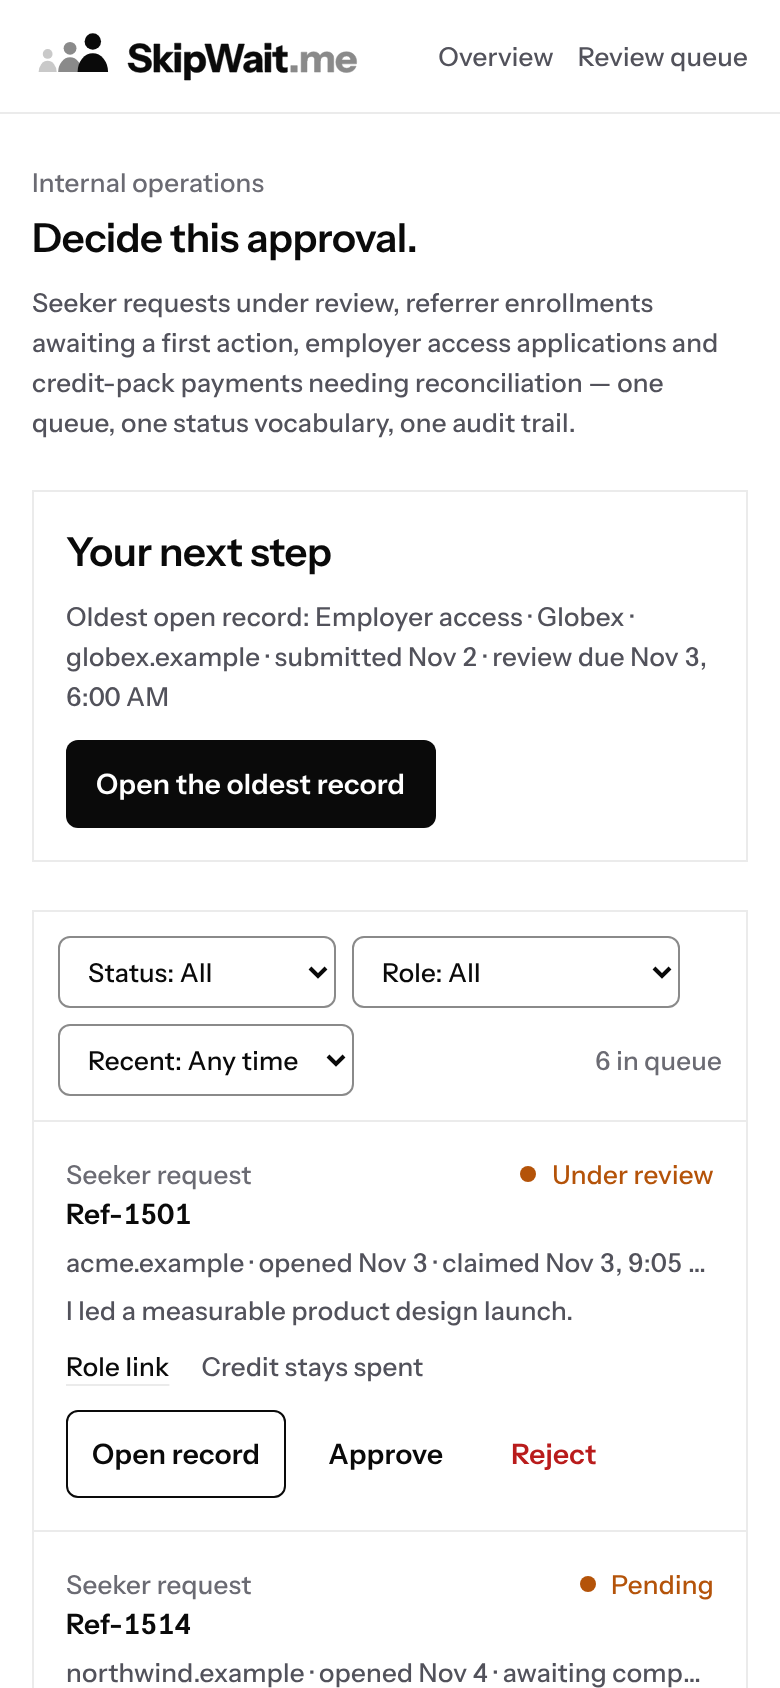 SkipWait.me
Overview
Review queue
Internal operations
Decide this approval.
Seeker requests under review, referrer enrollments
awaiting a first action, employer access applications and
credit-pack payments needing reconciliation — one
queue, one status vocabulary, one audit trail.
Your next step
Oldest open record: Employer access · Globex ·
globex.example · submitted Nov 2 · review due Nov 3,
6:00 AM
Open the oldest record
Status: All
Role: All
Recent: Any time
6 in queue
Seeker request
Under review
Ref-1501
acme.example · opened Nov 3 · claimed Nov 3, 9:05 ...
I led a measurable product design launch.
Role link
Credit stays spent
Open record
Approve
Reject
Seeker request
Pending
Ref-1514
northwind.example · opened Nov 4 · awaiting comp...